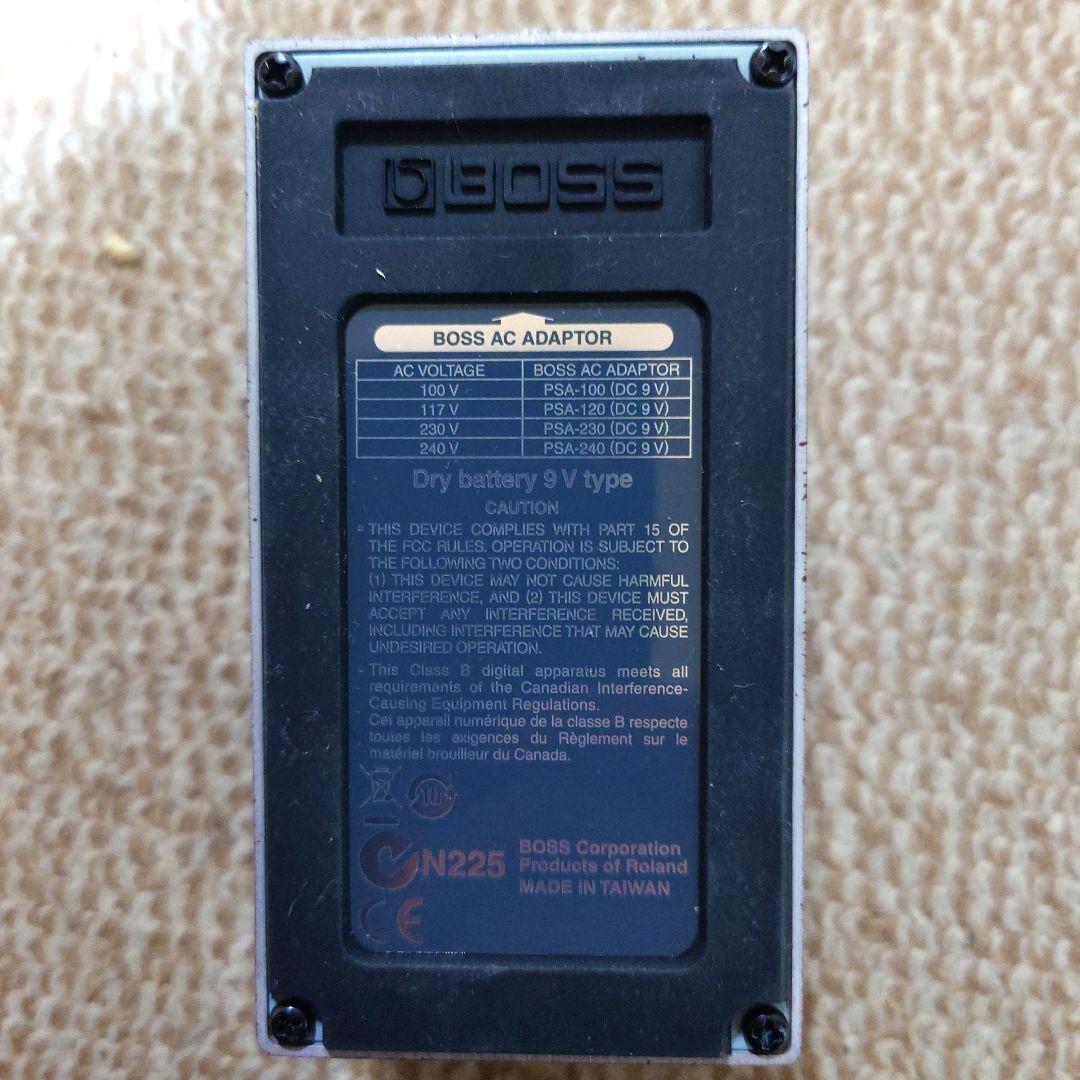 BOSS
BOSS AC ADAPTOR
AC VOLTAGE BOSS AC ADAPTOR
100 V PSA-100 (DC 9 V)
117 V PSA-120 (DC 9 V)
230 V PSA-230 (DC 9 V)
240 V PSA-240 (DC 9 V)
Dry battery 9 V type
CAUTION
THIS DEVICE COMPLIES WITH PART 15 OF
THE FCC RULES. OPERATION IS SUBJECT TO
THE FOLLOWING TWO CONDITIONS:
(1) THIS DEVICE MAY NOT CAUSE HARMFUL
INTERFERENCE, AND (2) THIS DEVICE MUST
ACCEPT ANY INTERFERENCE RECEIVED,
INCLUDING INTERFERENCE THAT MAY CAUSE
UNDESIRED OPERATION.
This Class B digital apparatus meets all
requirements of the Canadian Interference-
Causing Equipment Regulations.
Cet apparail numérique de la classe B respecte
toutes les exigences du Règlement sur le
matériel brouilleur du Canada.
10
N225
BOSS Corporation
Products of Roland
MADE IN TAIWAN
CE